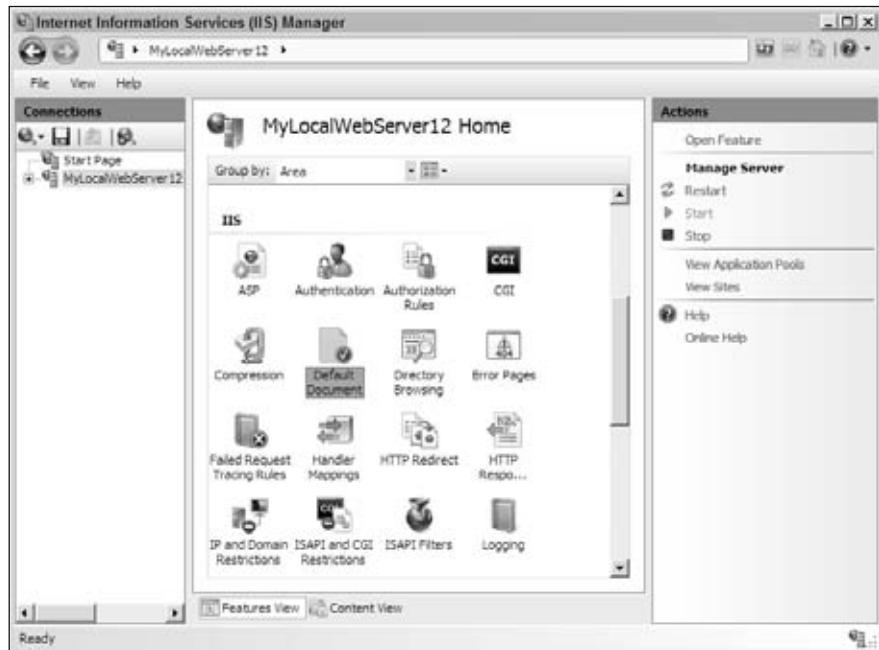 Internet Information Services (IIS) Manager
MyLocalWebServer12
File View Help
Connections
Start Page
MyLocalWebServer12
MyLocalWebServer12 Home
Group by: Area
IIS
ASP
Authentication
Authorization
Rules
CGI
CGI
Compression
Default
Document
Directory
Browsing
Error Pages
Failed Request
Tracing Rules
Handler
Mappings
HTTP Redirect
HTTP
Respo...
IP and Domain
Restrictions
CGI
ISAPI and CGI
Restrictions
ISAPI Filters
Logging
Features View
Content View
Actions
Open Feature
Manage Server
Restart
Start
Stop
View Application Pools
View Sites
Help
Online Help
Ready